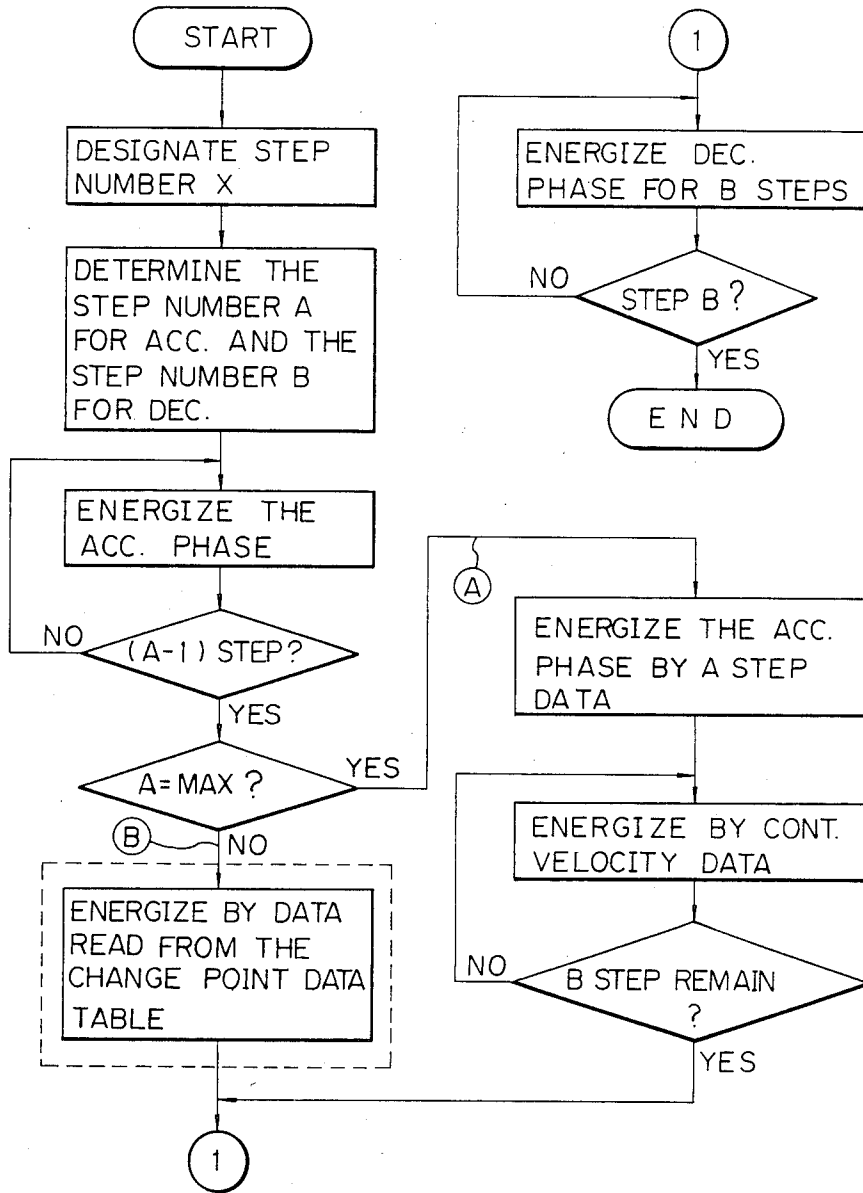 START
DESIGNATE STEP
NUMBER X
DETERMINE THE
STEP NUMBER A
FOR ACC. AND THE
STEP NUMBER B
FOR DEC.
ENERGIZE THE
ACC. PHASE
NO
(A-1) STEP?
YES
A=MAX?
YES
B
NO
ENERGIZE BY DATA
READ FROM THE
CHANGE POINT DATA
TABLE
1
A
ENERGIZE THE ACC.
PHASE BY A STEP
DATA
ENERGIZE BY CONT.
VELOCITY DATA
NO
B STEP REMAIN
?
YES
1
ENERGIZE DEC.
PHASE FOR B STEPS
NO
STEP B?
YES
END